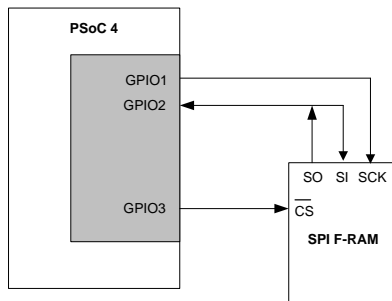 PSoC 4
GPIO1
GPIO2
SO SI SCK
GPIO3
CS
SPI F-RAM